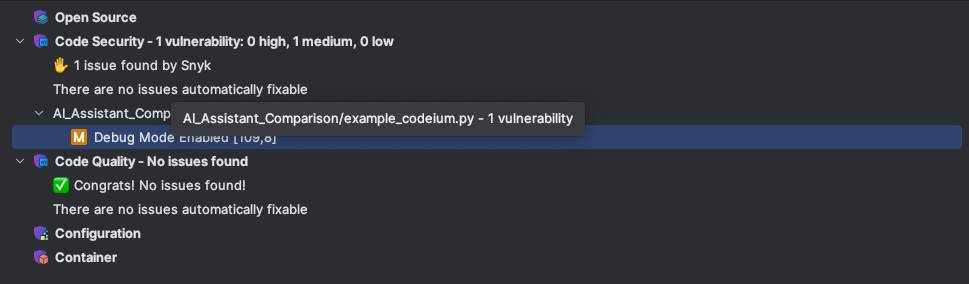 Open Source
Code Security - 1 vulnerability: 0 high, 1 medium, 0 low
1 issue found by Snyk
There are no issues automatically fixable
AI_Assistant_Comp
AI_Assistant_Comparison/example_codeium.py - 1 vulnerability
M Debug Mode Enabled [109,8]
Code Quality - No issues found
Congrats! No issues found!
There are no issues automatically fixable
Configuration
Container